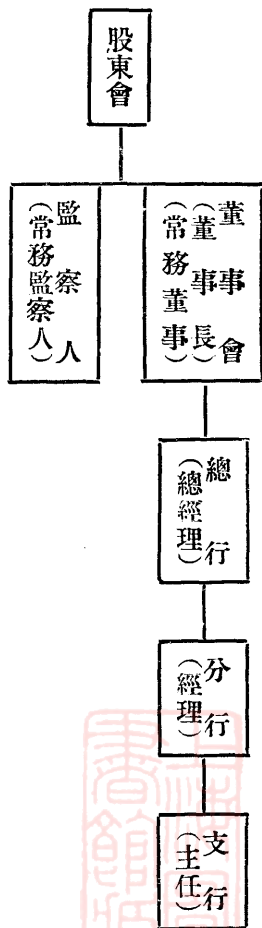 股東會
董事會
（董事長）
（常務董事）
監察人
（常務監察人）
總行
（總經理）
分行
（經理）
支行
（主任）